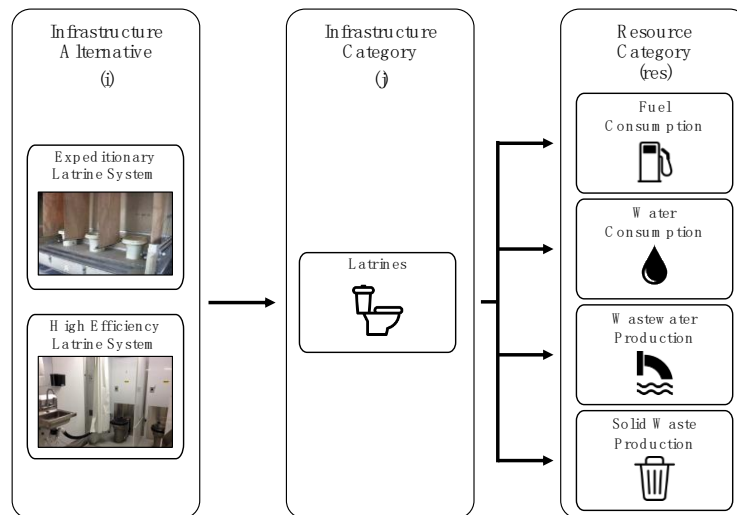 Infrastructure
Alternative
(i)
Expeditionary
Latrine System
High Efficiency
Latrine System
Infrastructure
Category
(j)
Latrines
Resource
Category
(res)
Fuel
Consumption
Water
Consumption
Wastewater
Production
Solid Waste
Production